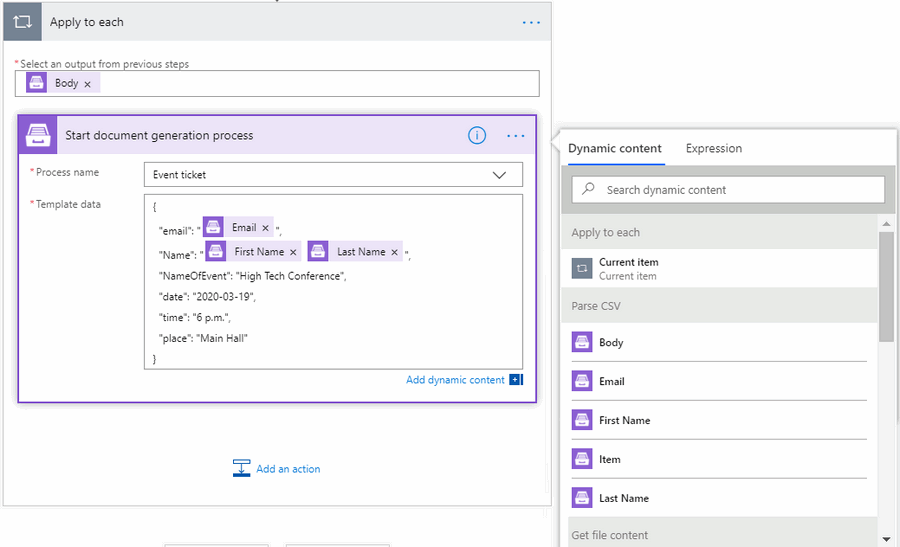 Apply to each
*Select an output from previous steps
Body ×
Start document generation process
*Process name
Event ticket
*Template data
{
"email": " Email × ",
"Name": " First Name × Last Name × ",
"NameOfEvent": "High Tech Conference",
"date": "2020-03-19",
"time": "6 p.m.",
"place": "Main Hall"
}
Add dynamic content
Add an action
Dynamic content Expression
Search dynamic content
Apply to each
Current item
Current item
Parse CSV
Body
Email
First Name
Item
Last Name
Get file content